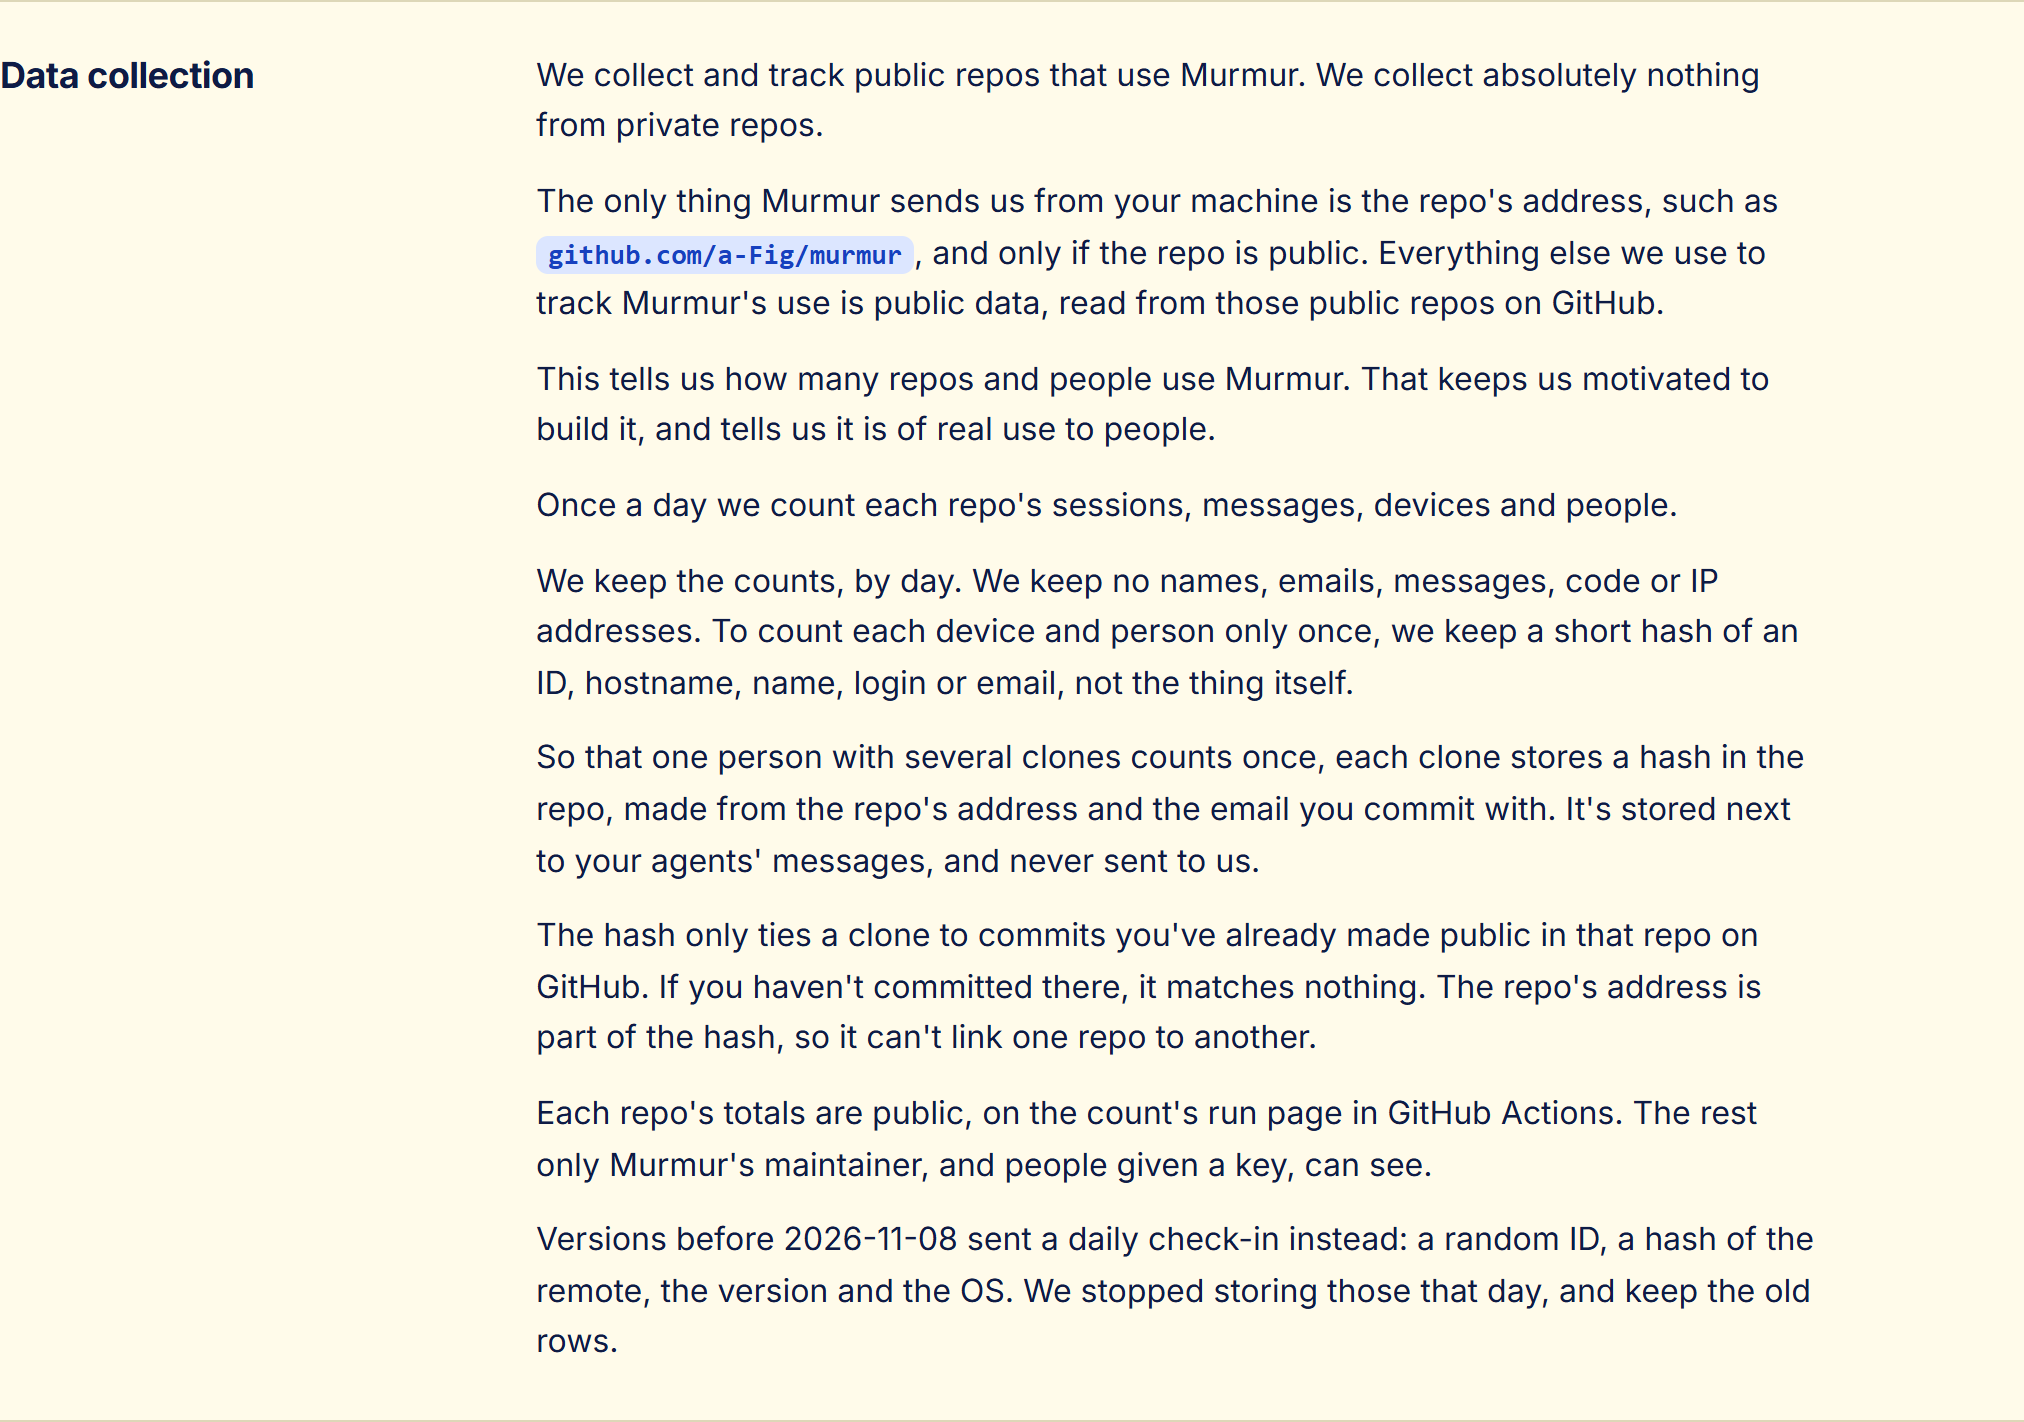 Data collection
We collect and track public repos that use Murmur. We collect absolutely nothing
from private repos.
The only thing Murmur sends us from your machine is the repo's address, such as
github.com/a-Fig/murmur, and only if the repo is public. Everything else we use to
track Murmur's use is public data, read from those public repos on GitHub.
This tells us how many repos and people use Murmur. That keeps us motivated to
build it, and tells us it is of real use to people.
Once a day we count each repo's sessions, messages, devices and people.
We keep the counts, by day. We keep no names, emails, messages, code or IP
addresses. To count each device and person only once, we keep a short hash of an
ID, hostname, name, login or email, not the thing itself.
So that one person with several clones counts once, each clone stores a hash in the
repo, made from the repo's address and the email you commit with. It's stored next
to your agents' messages, and never sent to us.
The hash only ties a clone to commits you've already made public in that repo on
GitHub. If you haven't committed there, it matches nothing. The repo's address is
part of the hash, so it can't link one repo to another.
Each repo's totals are public, on the count's run page in GitHub Actions. The rest
only Murmur's maintainer, and people given a key, can see.
Versions before 2026-11-08 sent a daily check-in instead: a random ID, a hash of the
remote, the version and the OS. We stopped storing those that day, and keep the old
rows.